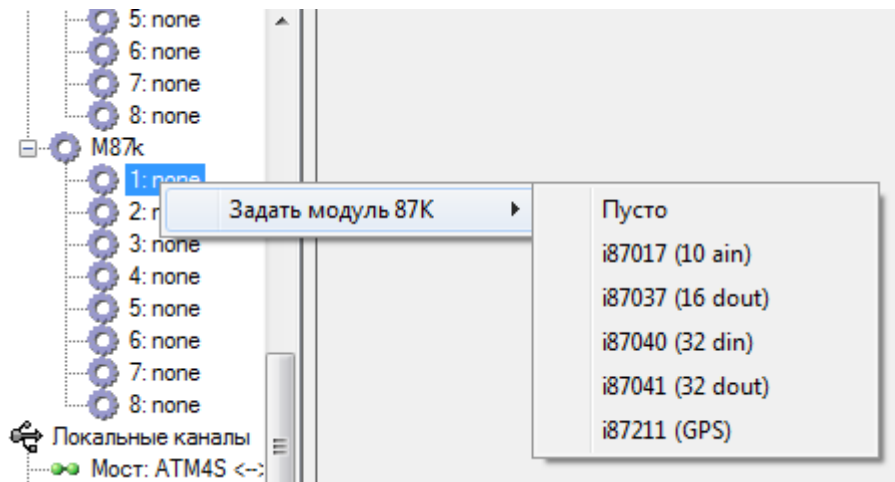 5: none
6: none
7: none
8: none
M87k
1: none
Задать модуль 87K
2:
3: none
4: none
5: none
6: none
7: none
8: none
Локальные каналы
Мост: ATM4S <--
Пусто
i87017 (10 ain)
i87037 (16 dout)
i87040 (32 din)
i87041 (32 dout)
i87211 (GPS)